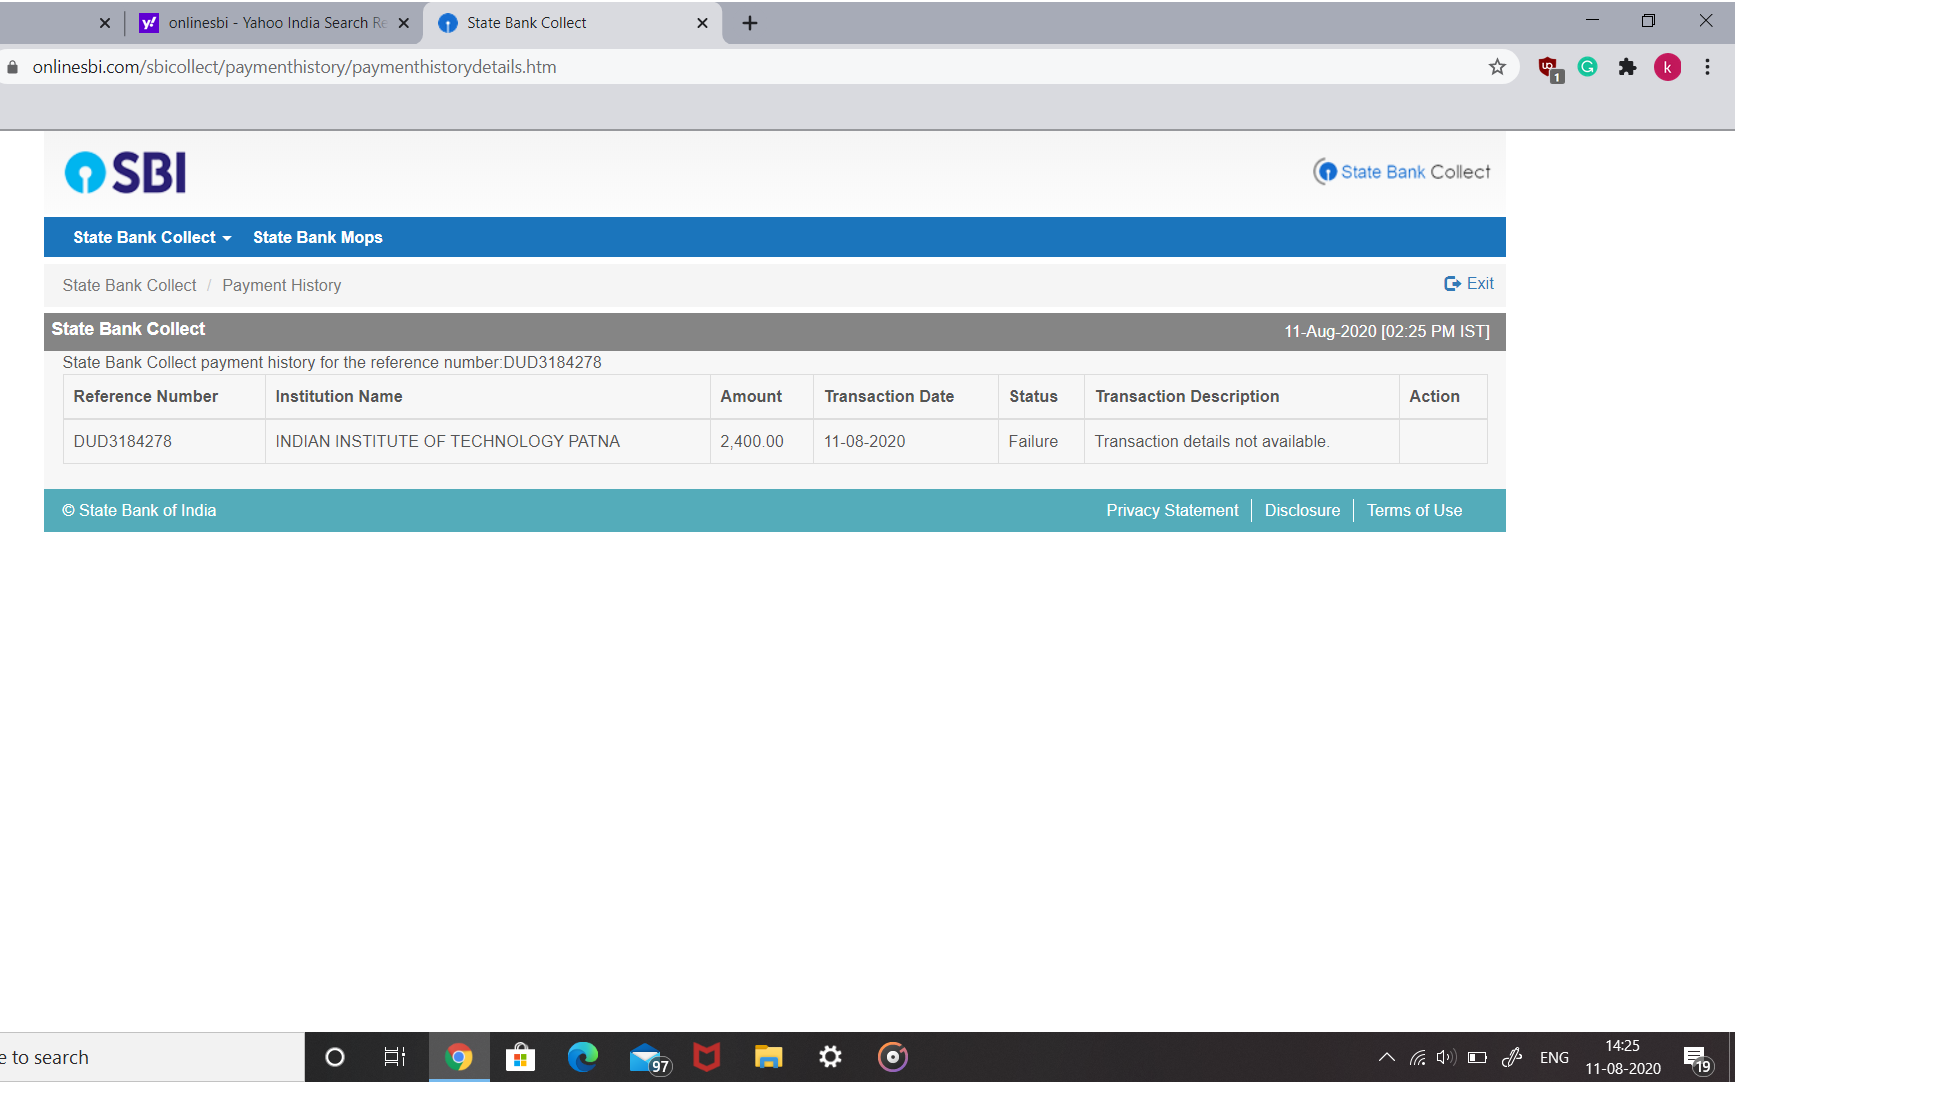 onlinesbi - Yahoo India Search Re
State Bank Collect
onlinesbi.com/sbicollect/paymenthistory/paymenthistorydetails.htm
1
k
SBI
State Bank Collect
State Bank Collect State Bank Mops
State Bank Collect / Payment History
Exit
State Bank Collect
11-Aug-2020 [02:25 PM IST]
State Bank Collect payment history for the reference number:DUD3184278
Reference Number Institution Name Amount Transaction Date Status Transaction Description Action
DUD3184278 INDIAN INSTITUTE OF TECHNOLOGY PATNA 2,400.00 11-08-2020 Failure Transaction details not available.
© State Bank of India
Privacy Statement Disclosure Terms of Use
e to search
97
ENG
14:25
11-08-2020
19